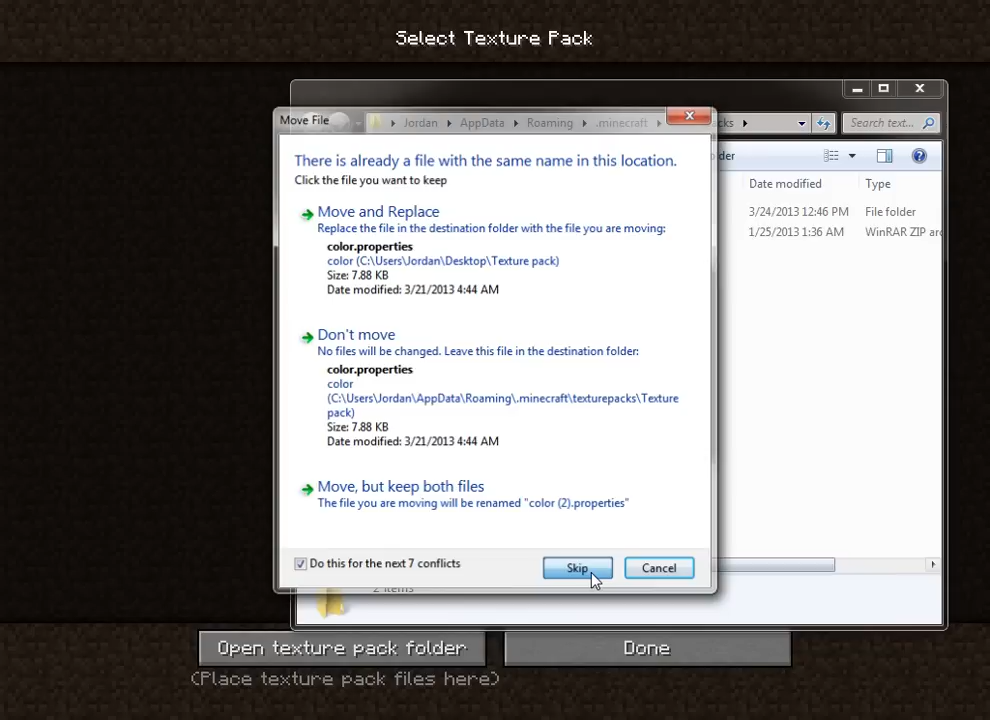 Select Texture Pack
Move File
Jordan
AppData
Roaming
.minecraft
cks
Search text...
There is already a file with the same name in this location.
Click the file you want to keep
der
Date modified
Type
Move and Replace
Replace the file in the destination folder with the file you are moving:
color.properties
color (C:\Users\Jordan\Desktop\Texture pack)
Size: 7.88 KB
Date modified: 3/21/2013 4:44 AM
3/24/2013 12:46 PM
File folder
1/25/2013 1:36 AM
WinRAR ZIP arc
Don't move
No files will be changed. Leave this file in the destination folder:
color.properties
color
(C:\Users\Jordan\AppData\Roaming\.minecraft\texturepacks\Texture
pack)
Size: 7.88 KB
Date modified: 3/21/2013 4:44 AM
Move, but keep both files
The file you are moving will be renamed "color (2).properties"
Do this for the next 7 conflicts
Skip
Cancel
2 items
Open texture pack folder
Done
(Place texture pack files here)